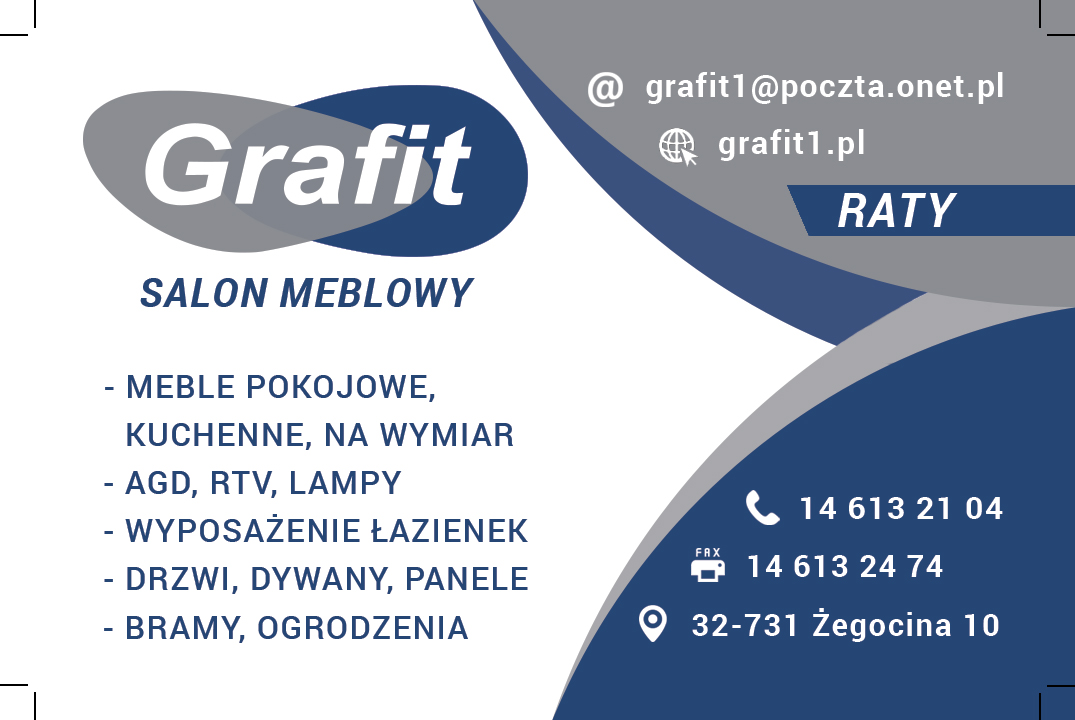 Grafit
SALON MEBLOWY
- MEBLE POKOJOWE,
KUCHENNE, NA WYMIAR
- AGD, RTV, LAMPY
- WYPOSAŻENIE ŁAZIENEK
- DRZWI, DYWANY, PANELE
- BRAMY, OGRODZENIA
@ grafit1@poczta.onet.pl
grafit1.pl
RATY
14 613 21 04
FAX 14 613 24 74
32-731 Żegocina 10